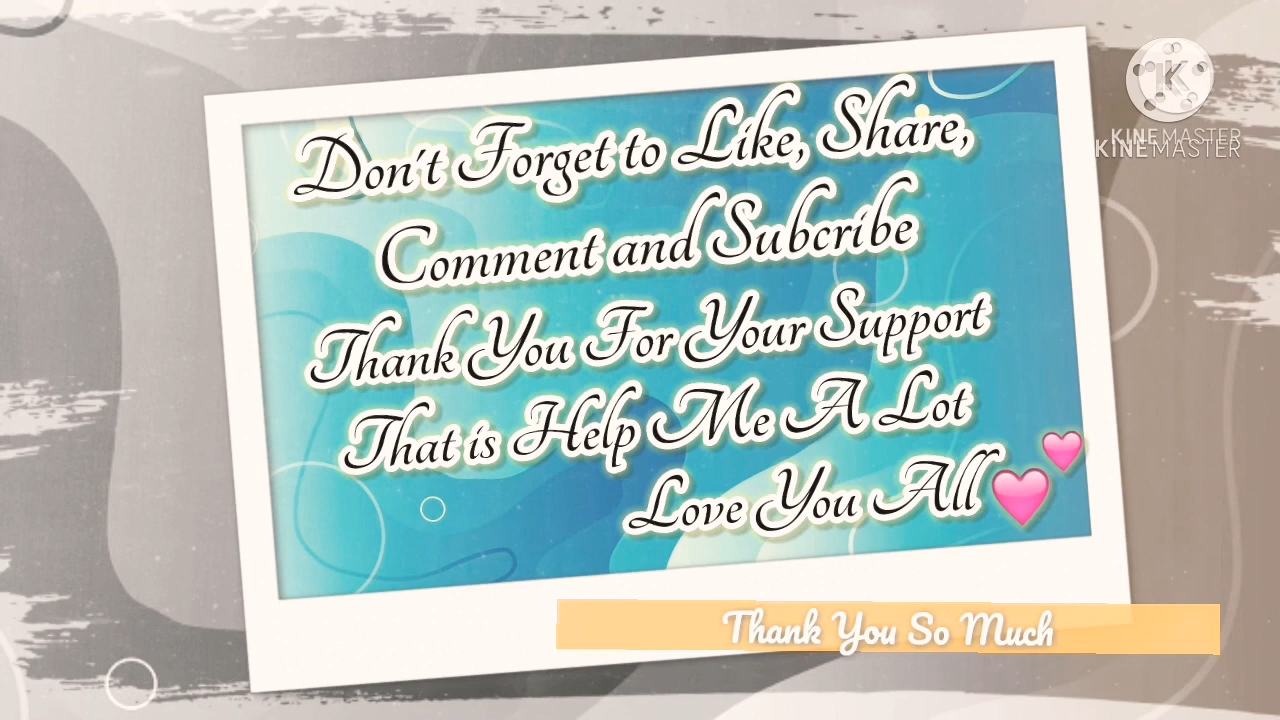 Don't Forget to Like, Share,
Comment and Subcribe
Thank You For Your Support
That is Help Me A Lot
Love You All
Thank You So Much
K
KINEMASTER
KINEMASTER